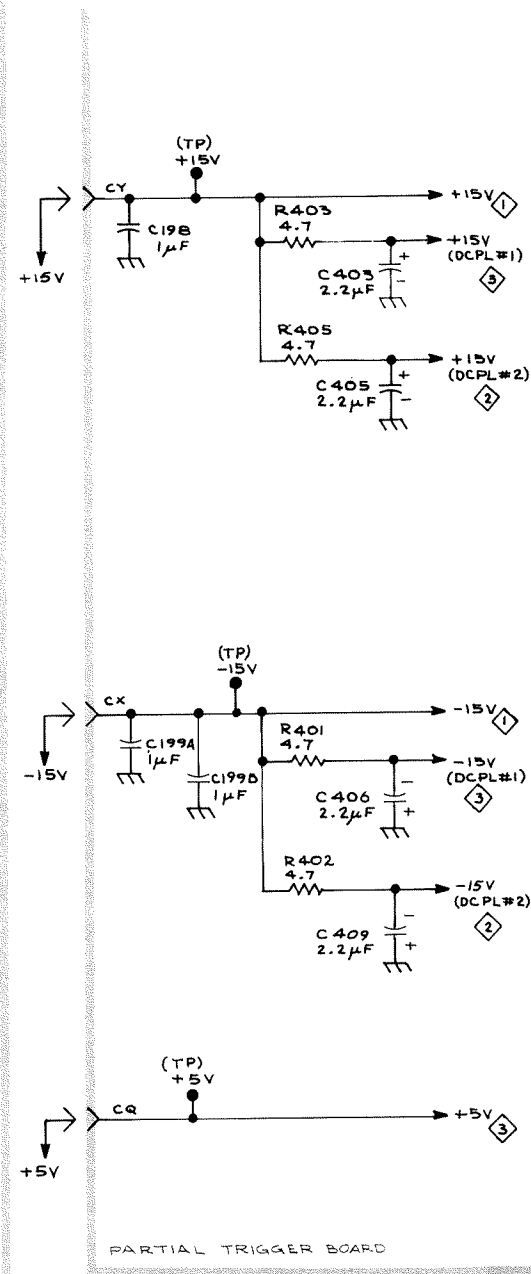 (TP)
+15V
CY
+15V 1
R403
4.7
C198
1µF
+15V
(DCPL#1)
3
+15V
C403
2.2µF
+
-
R405
4.7
+15V
(DCPL#2)
2
C405
2.2µF
+
-
(TP)
-15V
CX
-15V 1
R401
4.7
C199A
1µF
-15V
(DCPL#1)
3
-15V
C199B
1µF
C406
2.2µF
-
+
R402
4.7
-15V
(DCPL#2)
2
C409
2.2µF
-
+
(TP)
+5V
CQ
+5V 3
+5V
PARTIAL TRIGGER BOARD